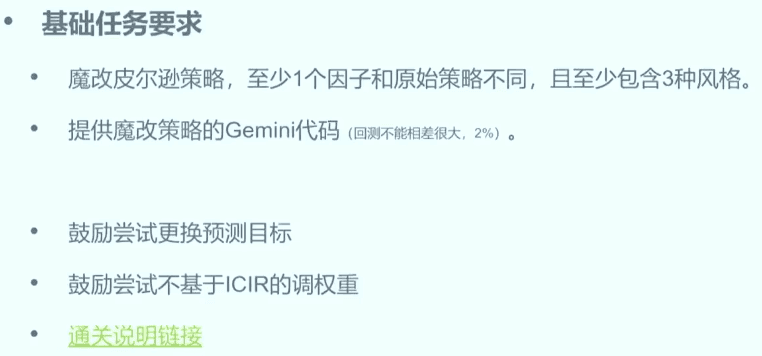 基础任务要求
魔改皮尔逊策略，至少1个因子和原始策略不同，且至少包含3种风格。
提供魔改策略的Gemini代码（回测不能相差很大，2%）。
鼓励尝试更换预测目标
鼓励尝试不基于ICIR的调权重
通关说明链接